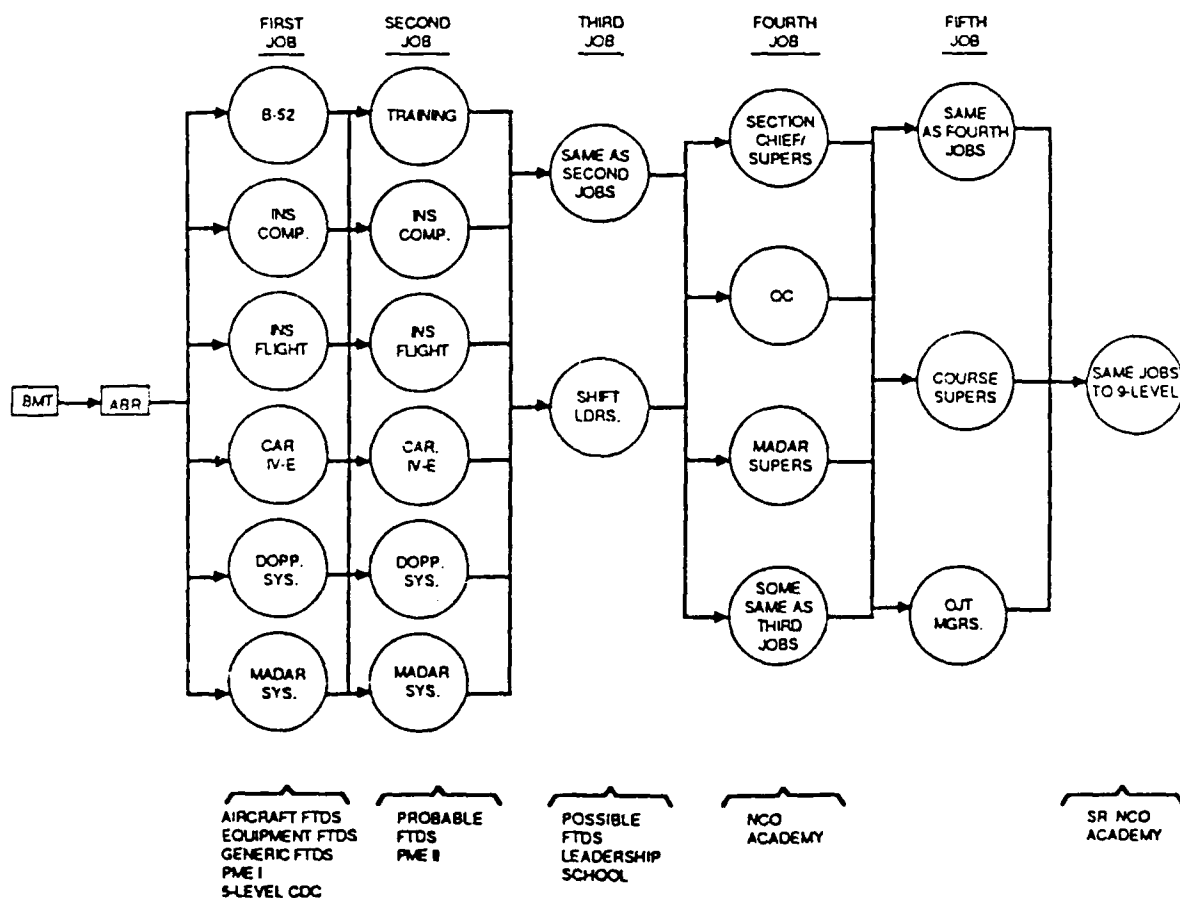 FIRST
JOB
SECOND
JOB
THIRD
JOB
FOURTH
JOB
FIFTH
JOB
BMT
ABR
B-52
INS
COMP.
INS
FLIGHT
CAR
IV-E
DOPP.
SYS.
MADAR
SYS.
TRAINING
INS
COMP.
INS
FLIGHT
CAR.
IV-E
DOPP.
SYS.
MADAR
SYS.
SAME AS
SECOND
JOBS
SHIFT
LDRS.
SECTION
CHIEF/
SUPERS
QC
MADAR
SUPERS
SOME
SAME AS
THIRD
JOBS
SAME
AS FOURTH
JOBS
COURSE
SUPERS
OJT
MGRS.
SAME JOBS
TO 9-LEVEL
AIRCRAFT FTDS
EQUIPMENT FTDS
GENERIC FTDS
PME I
5-LEVEL CDC
PROBABLE
FTDS
PME II
POSSIBLE
FTDS
LEADERSHIP
SCHOOL
NCO
ACADEMY
SR. NCO
ACADEMY